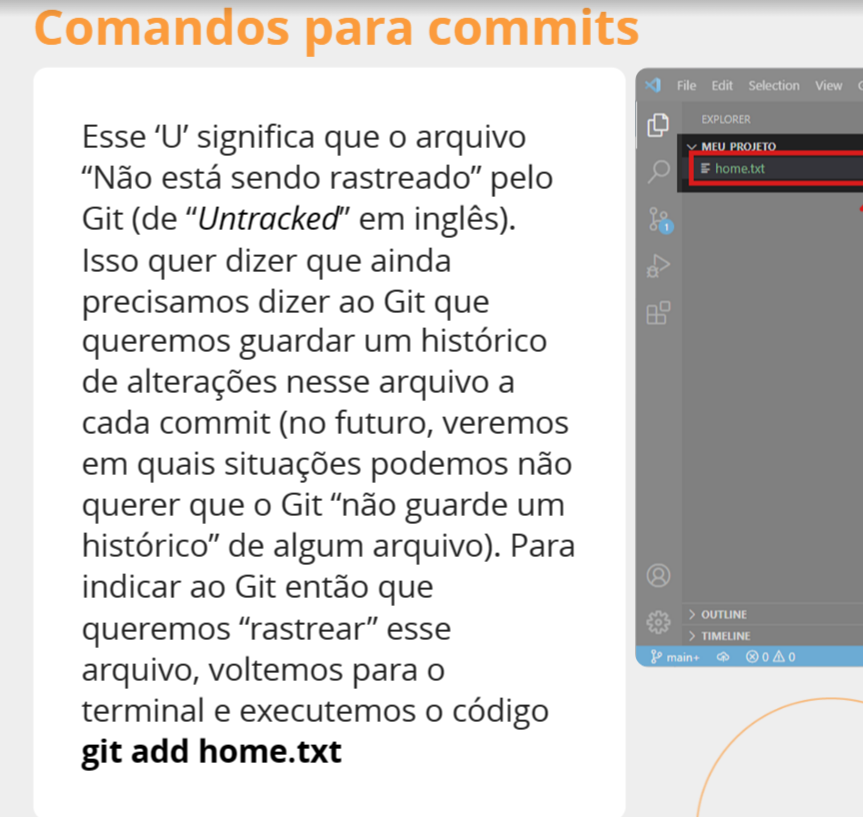 Comandos para commits
Esse ‘U’ significa que o arquivo
“Não está sendo rastreado” pelo
Git (de “Untracked” em inglês).
Isso quer dizer que ainda
precisamos dizer ao Git que
queremos guardar um histórico
de alterações nesse arquivo a
cada commit (no futuro, veremos
em quais situações podemos não
querer que o Git “não guarde um
histórico” de algum arquivo). Para
indicar ao Git então que
queremos “rastrear” esse
arquivo, voltemos para o
terminal e executemos o código
git add home.txt
File Edit Selection View
EXPLORER
MEU PROJETO
home.txt
1
OUTLINE
TIMELINE
main+ 0 0